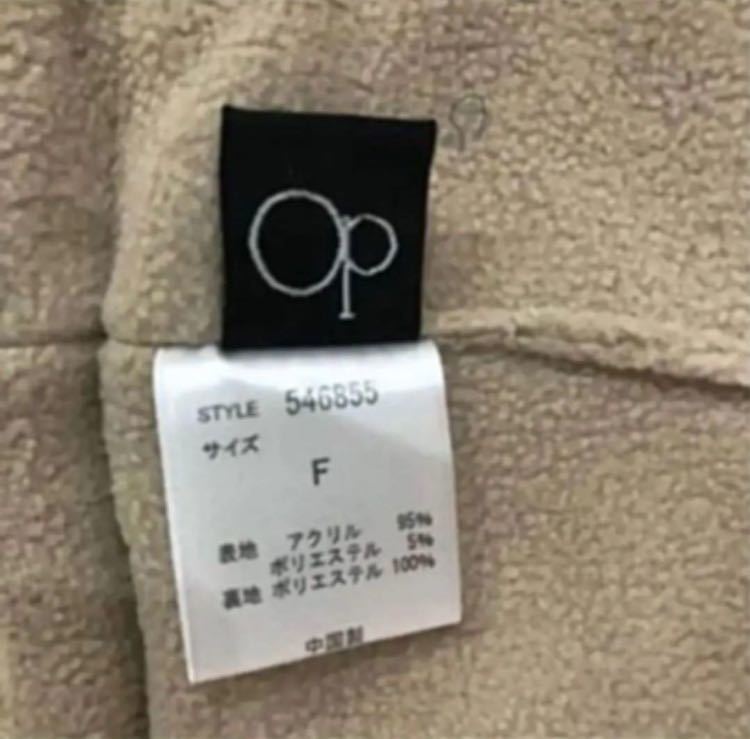 Op
STYLE 546855
サイズ
F
表地 アクリル 95%
ポリエステル 5%
裏地 ポリエステル 100%
中国製